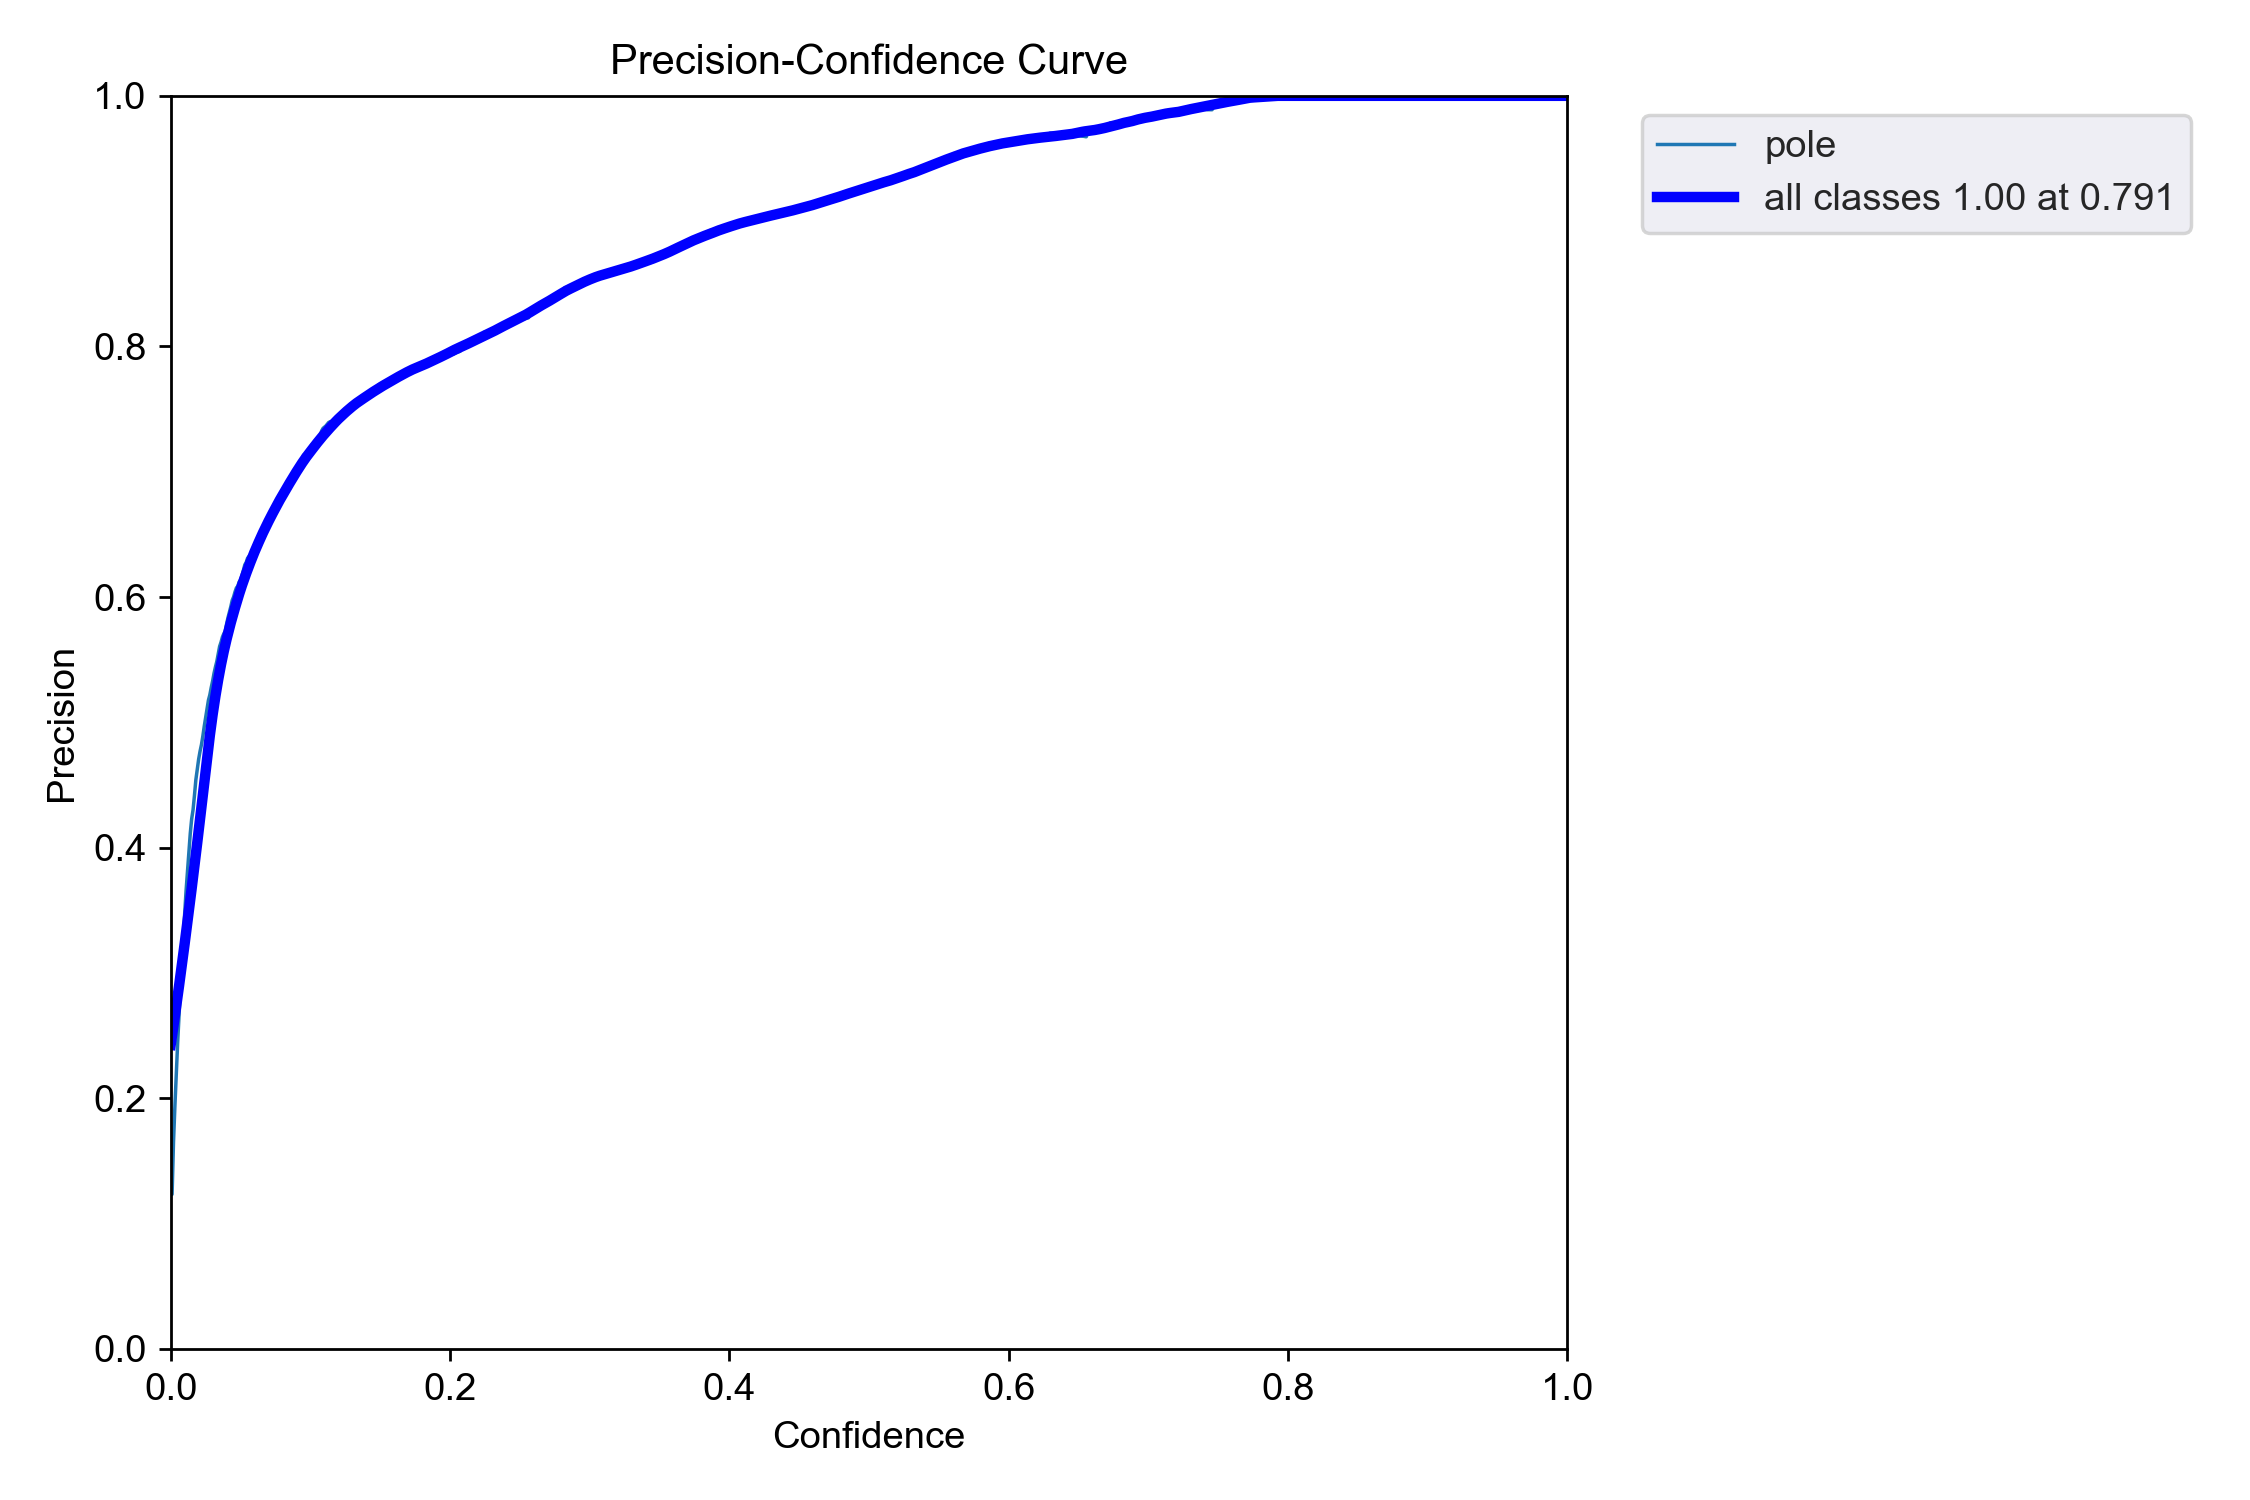 Precision-Confidence Curve
1.0
0.8
0.6
0.4
0.2
0.0
Precision
0.0 0.2 0.4 0.6 0.8 1.0
Confidence
pole
all classes 1.00 at 0.791